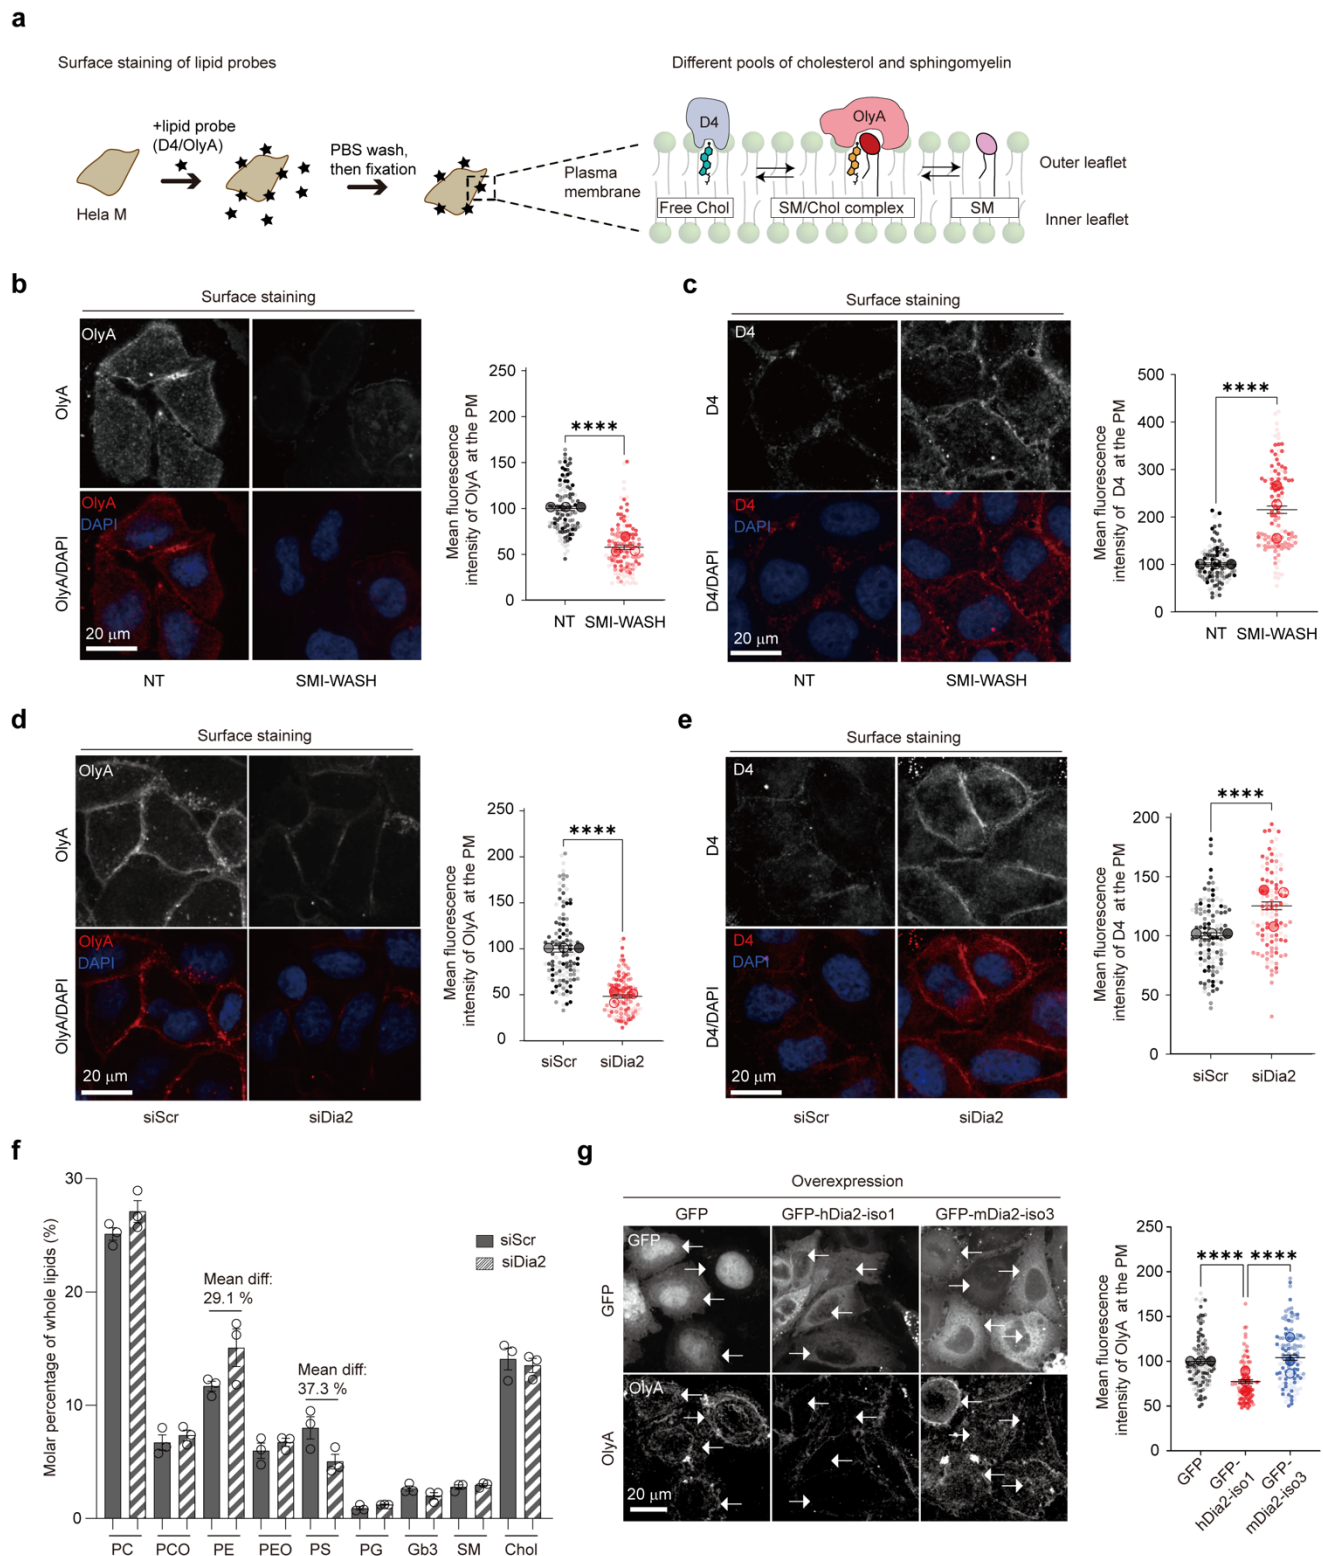 a
Surface staining of lipid probes
Different pools of cholesterol and sphingomyelin
+lipid probe
(D4/OlyA)
PBS wash,
then fixation
Hela M
Plasma
membrane
D4
OlyA
Outer leaflet
Free Chol
SM/Chol complex
SM
Inner leaflet
b
Surface staining
OlyA
OlyA
OlyA
DAPI
OlyA/DAPI
20 μm
NT
SMI-WASH
Mean fluorescence
intensity of OlyA at the PM
250
200
150
100
50
0
****
NT
SMI-WASH
c
Surface staining
D4
D4
D4
DAPI
D4/DAPI
20 μm
NT
SMI-WASH
Mean fluorescence
intensity of D4 at the PM
500
400
300
200
100
0
****
NT
SMI-WASH
d
Surface staining
OlyA
OlyA
OlyA
DAPI
OlyA/DAPI
20 μm
siScr
siDia2
Mean fluorescence
intensity of OlyA at the PM
250
200
150
100
50
0
****
siScr
siDia2
e
Surface staining
D4
D4
D4
DAPI
D4/DAPI
20 μm
siScr
siDia2
Mean fluorescence
intensity of D4 at the PM
200
150
100
50
0
****
siScr
siDia2
f
Molar percentage of whole lipids (%)
30
20
10
0
siScr
siDia2
Mean diff:
29.1 %
Mean diff:
37.3 %
PC
PCO
PE
PEO
PS
PG
Gb3
SM
Chol
g
Overexpression
GFP
GFP-hDia2-iso1
GFP-mDia2-iso3
GFP
GFP
OlyA
OlyA
20 μm
Mean fluorescence
intensity of OlyA at the PM
250
200
150
100
50
0
****
****
GFP
GFP-
hDia2-iso1
GFP-
mDia2-iso3